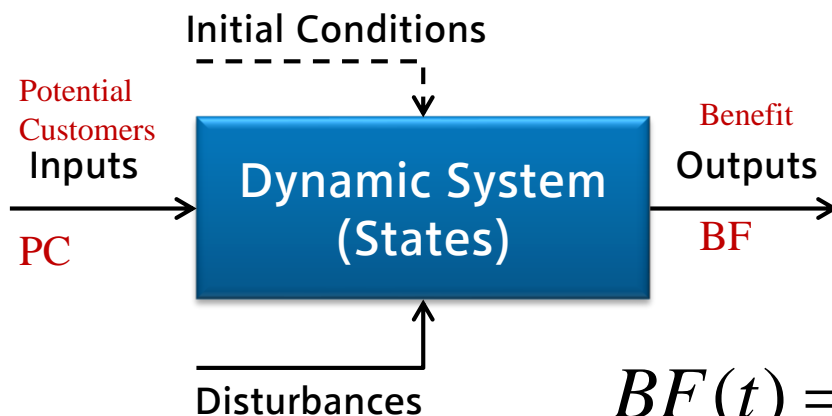 Initial Conditions
Potential
Customers
Inputs
PC
Dynamic System
(States)
Benefit
Outputs
BF
Disturbances
BF(t) =